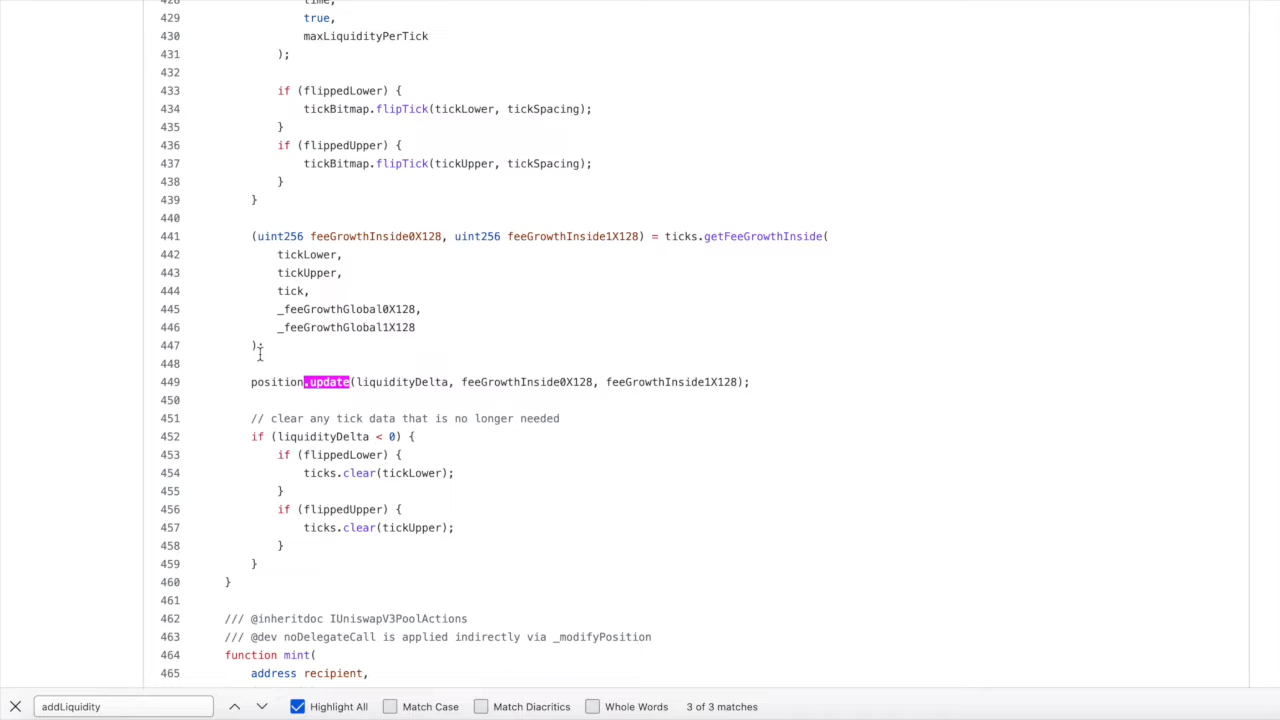 428 time,
429 true,
430 maxLiquidityPerTick
431 );
432
433 if (flippedLower) {
434 tickBitmap.flipTick(tickLower, tickSpacing);
435 }
436 if (flippedUpper) {
437 tickBitmap.flipTick(tickUpper, tickSpacing);
438 }
439 }
440
441 (uint256 feeGrowthInside0X128, uint256 feeGrowthInside1X128) = ticks.getFeeGrowthInside(
442 tickLower,
443 tickUpper,
444 tick,
445 _feeGrowthGlobal0X128,
446 _feeGrowthGlobal1X128
447 );
448
449 position.update(liquidityDelta, feeGrowthInside0X128, feeGrowthInside1X128);
450
451 // clear any tick data that is no longer needed
452 if (liquidityDelta < 0) {
453 if (flippedLower) {
454 ticks.clear(tickLower);
455 }
456 if (flippedUpper) {
457 ticks.clear(tickUpper);
458 }
459 }
460 }
461
462 /// @inheritdoc IUniswapV3PoolActions
463 /// @dev noDelegateCall is applied indirectly via _modifyPosition
464 function mint(
465 address recipient,
addLiquidity Highlight All Match Case Match Diacritics Whole Words 3 of 3 matches